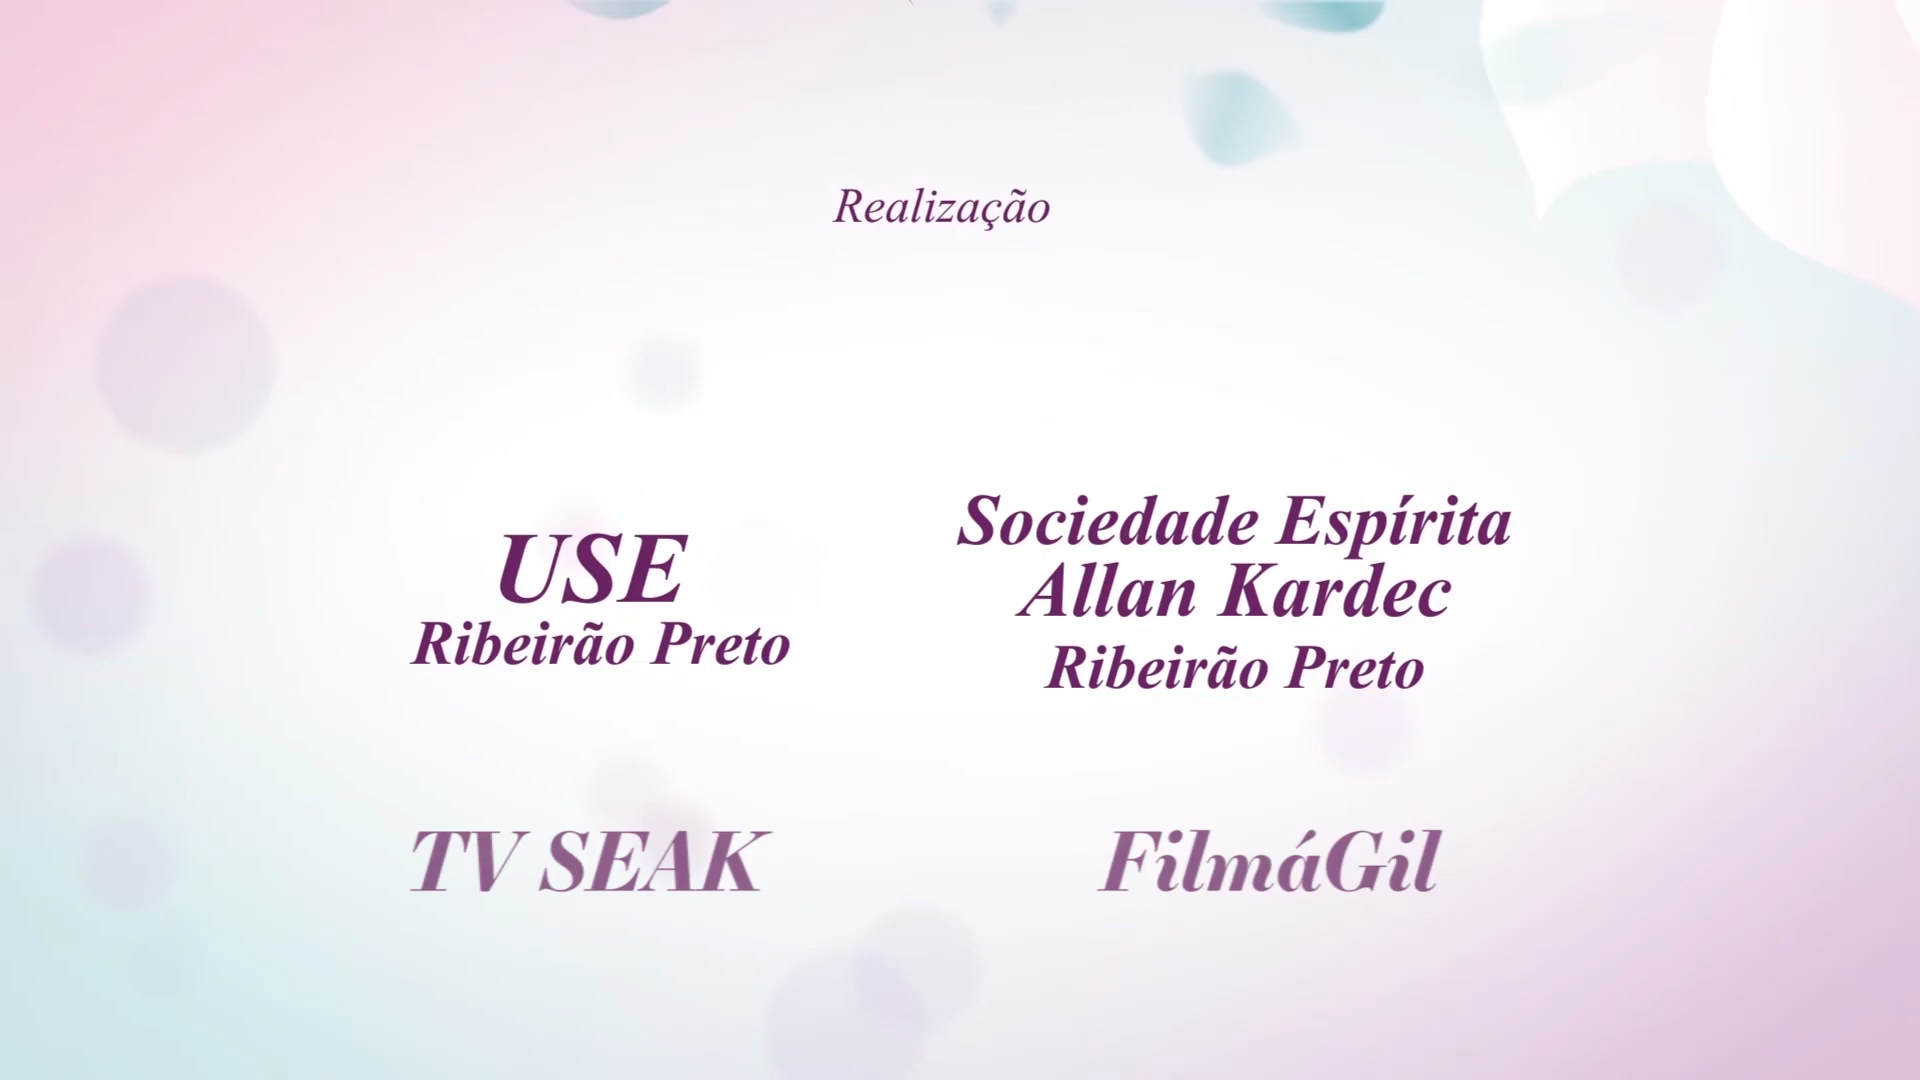 Realização
USE
Ribeirão Preto
Sociedade Espírita
Allan Kardec
Ribeirão Preto
TV SEAK
FilmáGil